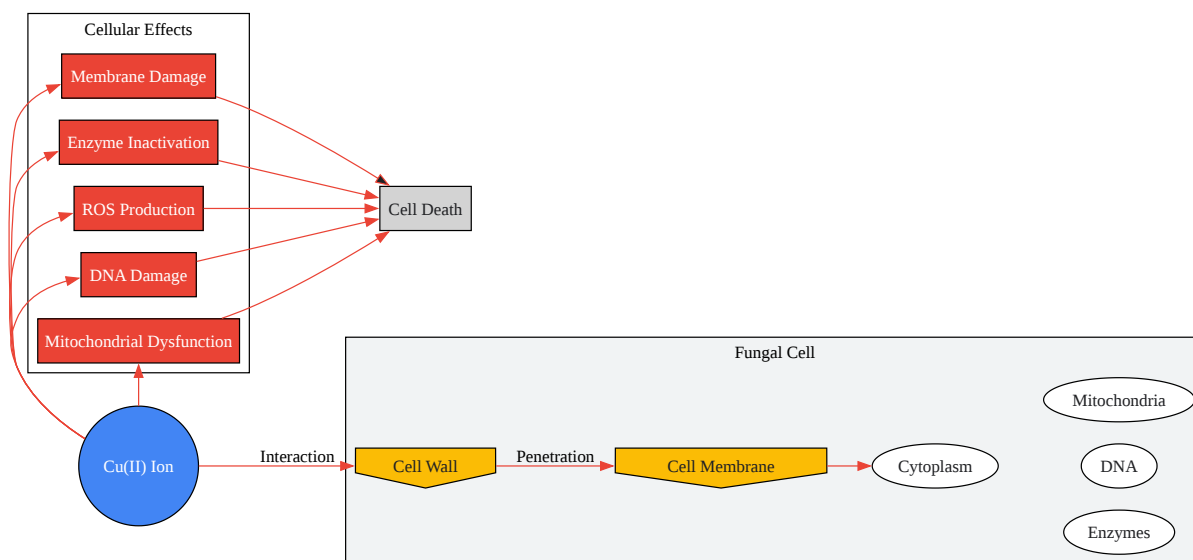 Cellular Effects
Membrane Damage
Enzyme Inactivation
ROS Production
Cell Death
DNA Damage
Mitochondrial Dysfunction
Fungal Cell
Mitochondria
Cu(II) Ion
Interaction
Cell Wall
Penetration
Cell Membrane
Cytoplasm
DNA
Enzymes